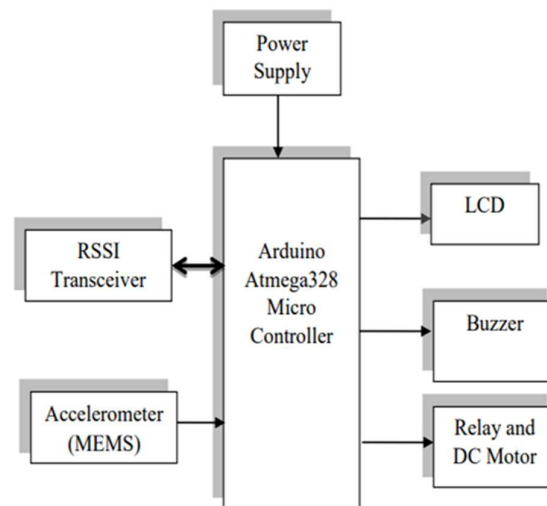 Power
Supply
LCD
RSSI
Transceiver
Arduino
Atmega328
Micro
Controller
Buzzer
Accelerometer
(MEMS)
Relay and
DC Motor